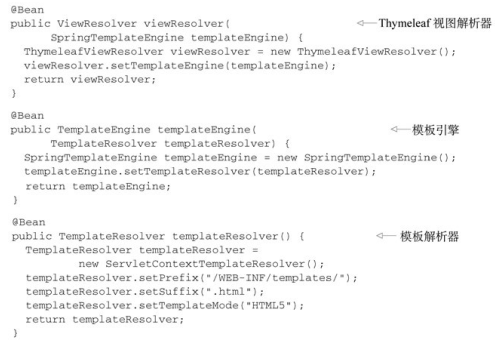 @Bean
public ViewResolver viewResolver( Thymeleaf 视图解析器
SpringTemplateEngine templateEngine) {
ThymeleafViewResolver viewResolver = new ThymeleafViewResolver();
viewResolver.setTemplateEngine(templateEngine);
return viewResolver;
}
@Bean
public TemplateEngine templateEngine( 模板引擎
TemplateResolver templateResolver) {
SpringTemplateEngine templateEngine = new SpringTemplateEngine();
templateEngine.setTemplateResolver(templateResolver);
return templateEngine;
}
@Bean
public TemplateResolver templateResolver() { 模板解析器
TemplateResolver templateResolver =
new ServletContextTemplateResolver();
templateResolver.setPrefix("/WEB-INF/templates/");
templateResolver.setSuffix(".html");
templateResolver.setTemplateMode("HTML5");
return templateResolver;
}